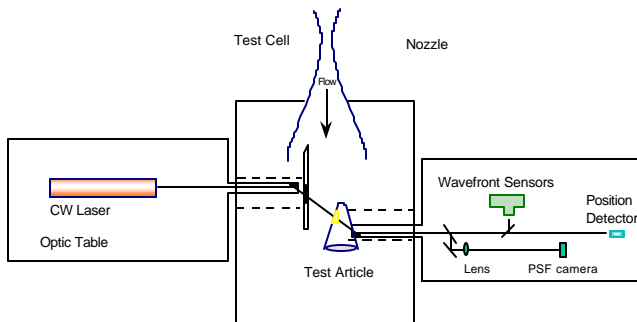 Test Cell
Nozzle
Flow
Wavefront Sensors
Position
Detector
CW Laser
Optic Table
Test Article
Lens
PSF camera